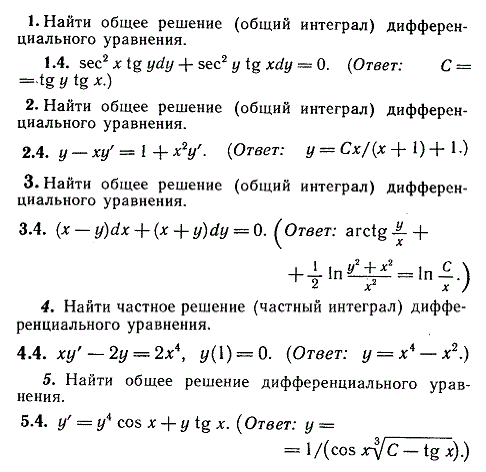 1. Найти общее решение (общий интеграл) дифферен-
циального уравнения.
1.4. sec² x tg ydy + sec² y tg xdy = 0. (Ответ: C =
= tg y tg x.)
2. Найти общее решение (общий интеграл) дифферен-
циального уравнения.
2.4. y − xy′ = 1 + x²y′. (Ответ: y = Cx/(x + 1) + 1.)
3. Найти общее решение (общий интеграл) дифферен-
циального уравнения.
3.4. (x − y)dx + (x + y)dy = 0. (Ответ: arctg y/x +
+ 1/2 ln (y² + x²)/x² = ln C/x.)
4. Найти частное решение (частный интеграл) диффе-
ренциального уравнения.
4.4. xy′ − 2y = 2x⁴, y(1) = 0. (Ответ: y = x⁴ − x².)
5. Найти общее решение дифференциального урав-
нения.
5.4. y′ = y⁴ cos x + y tg x. (Ответ: y =
= 1/(cos x∛(C − tg x)).)